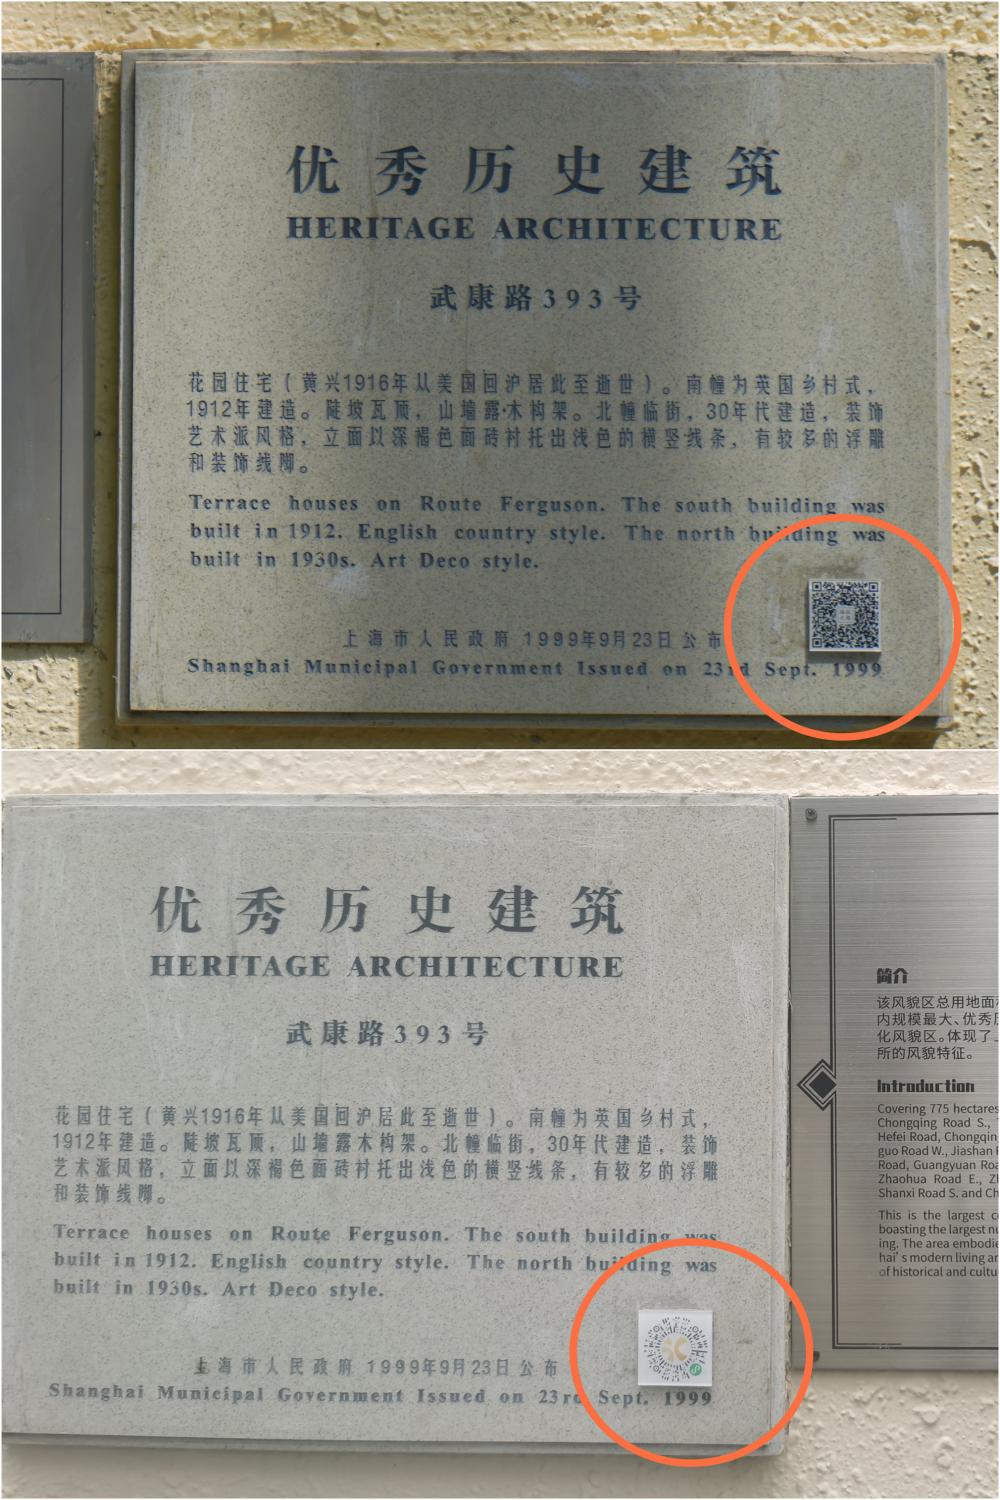 优秀历史建筑
HERITAGE ARCHITECTURE
武康路393号
花园住宅(黄兴1916年从美国回沪居此至逝世)。南幢为英国乡村式,
1912年建造。陡坡瓦顶,山墙露木构架。北幢临街,30年代建造,装饰
艺术派风格,立面以深褐色面砖衬托出浅色的横竖线条,有较多的浮雕
和装饰线脚。
Terrace houses on Route Ferguson. The south building was
built in 1912. English country style. The north building was
built in 1930s. Art Deco style.
上海市人民政府 1999年9月23日公布
Shanghai Municipal Government Issued on 23rd Sept. 1999
优秀历史建筑
HERITAGE ARCHITECTURE
武康路393号
花园住宅(黄兴1916年从美国回沪居此至逝世)。南幢为英国乡村式,
1912年建造。陡坡瓦顶,山墙露木构架。北幢临街,30年代建造,装饰
艺术派风格,立面以深褐色面砖衬托出浅色的横竖线条,有较多的浮雕
和装饰线脚。
Terrace houses on Route Ferguson. The south building was
built in 1912. English country style. The north building was
built in 1930s. Art Deco style.
上海市人民政府 1999年9月23日公布
Shanghai Municipal Government Issued on 23rd Sept. 1999
简介
该风貌区总用地面
内规模最大、优秀历
化风貌区。体现了
所的风貌特征。
Introduction
Covering 775 hectares
Chongqing Road S.,
Hefei Road, Chongqin
guo Road W., Jiashan
Road, Guangyuan Roa
Zhaohua Road E., Z
Shanxi Road S. and Ch
This is the largest c
boasting the largest nu
ing. The area embodie
hai's modern living a
of historical and cultu